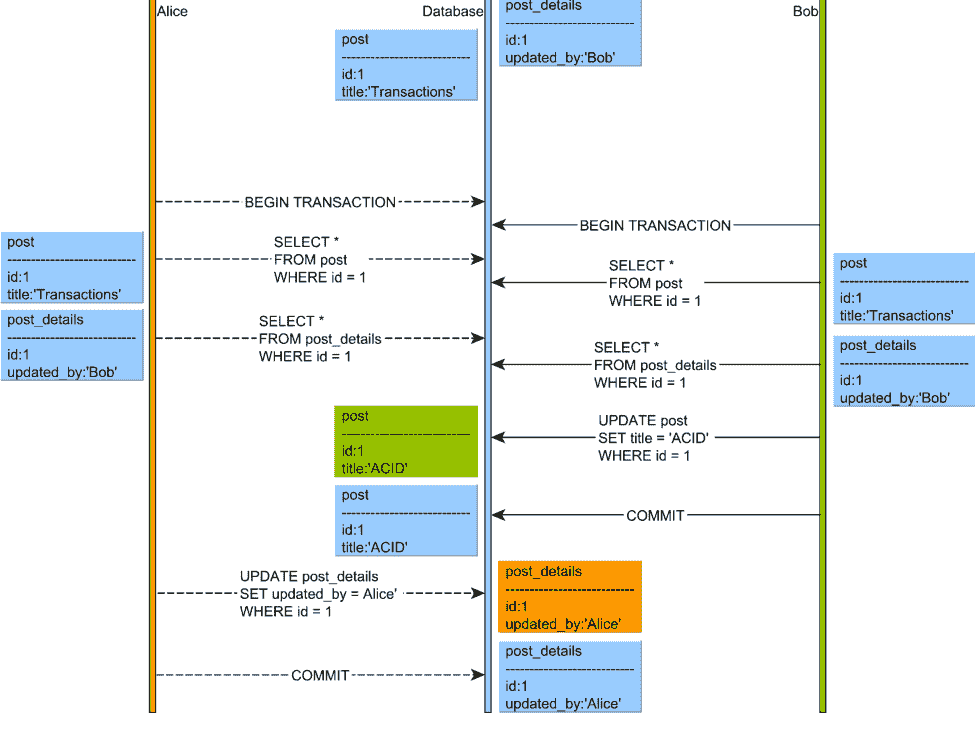 Alice
Database
post_details
----------------------------
id:1
updated_by:'Bob'
Bob
post
----------------------------
id:1
title:'Transactions'
BEGIN TRANSACTION
BEGIN TRANSACTION
post
----------------------------
id:1
title:'Transactions'
SELECT *
FROM post
WHERE id = 1
SELECT *
FROM post
WHERE id = 1
post
----------------------------
id:1
title:'Transactions'
post_details
----------------------------
id:1
updated_by:'Bob'
SELECT *
FROM post_details
WHERE id = 1
SELECT *
FROM post_details
WHERE id = 1
post_details
----------------------------
id:1
updated_by:'Bob'
post
----------------------------
id:1
title:'ACID'
UPDATE post
SET title = 'ACID'
WHERE id = 1
post
----------------------------
id:1
title:'ACID'
COMMIT
UPDATE post_details
SET updated_by = Alice'
WHERE id = 1
post_details
----------------------------
id:1
updated_by:'Alice'
COMMIT
post_details
----------------------------
id:1
updated_by:'Alice'